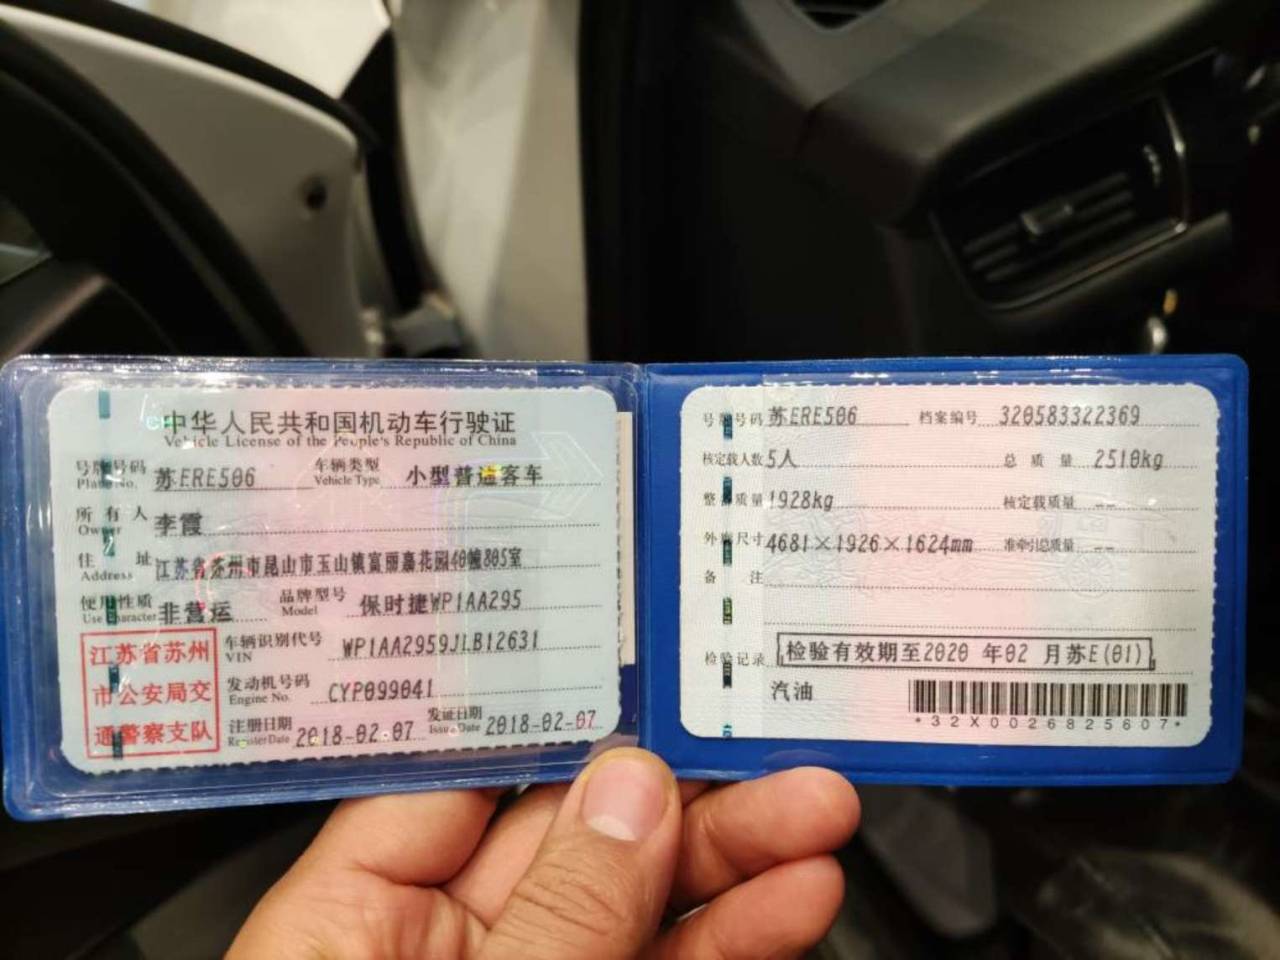 中华人民共和国机动车行驶证
Vehicle License of the People's Republic of China
号牌号码 苏ERE506 车辆类型 小型普通客车
Plate No. Vehicle Type
所有人 李霞
Owner
住址 江苏省苏州市昆山市玉山镇富丽嘉花园40幢805室
Address
使用性质 非营运 品牌型号 保时捷WP1AA295
Use Character Model
江苏省苏州
市公安局交
通警察支队
车辆识别代号 WP1AA2959JLB12631
VIN
发动机号码 CYP099041
Engine No.
注册日期 2018-02-07 发证日期 2018-02-07
Register Date Issue Date
号牌号码 苏ERE506 档案编号 320583322369
核定载人数 5人 总质量 2510kg
整备质量 1928kg 核定载质量 --
外廓尺寸 4681×1926×1624mm 准牵引总质量 --
备注
检验记录 检验有效期至2020 年02 月苏E(01)
汽油
*32X0026825607*